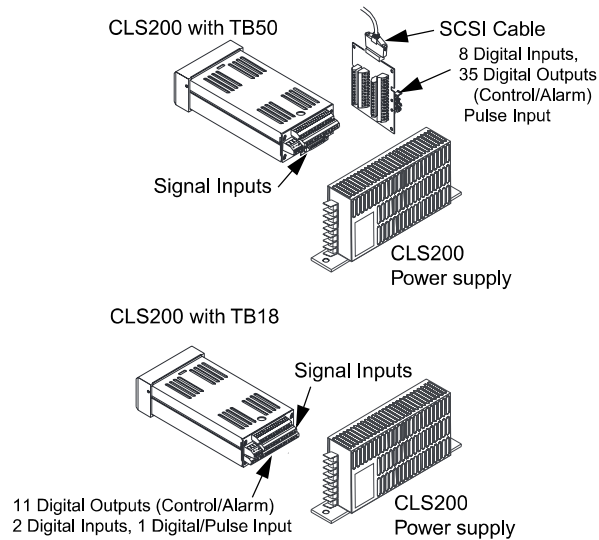 CLS200 with TB50
SCSI Cable
8 Digital Inputs,
35 Digital Outputs
(Control/Alarm)
Pulse Input
Signal Inputs
CLS200
Power supply
CLS200 with TB18
Signal Inputs
11 Digital Outputs (Control/Alarm)
2 Digital Inputs, 1 Digital/Pulse Input
CLS200
Power supply